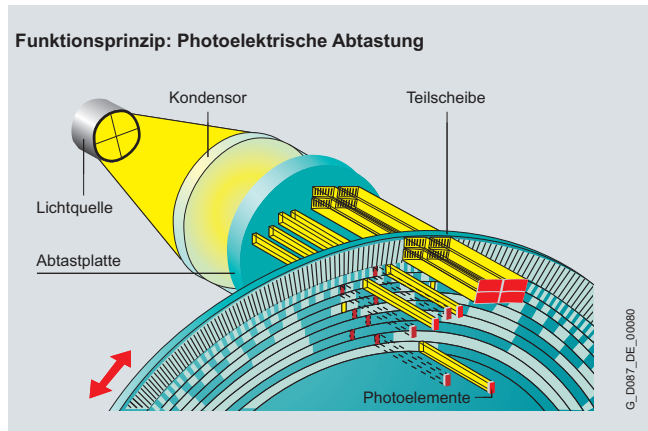 Funktionsprinzip: Photoelektrische Abtastung
Kondensor
Teilscheibe
Lichtquelle
Abtastplatte
Photoelemente
G_D087_DE_00080